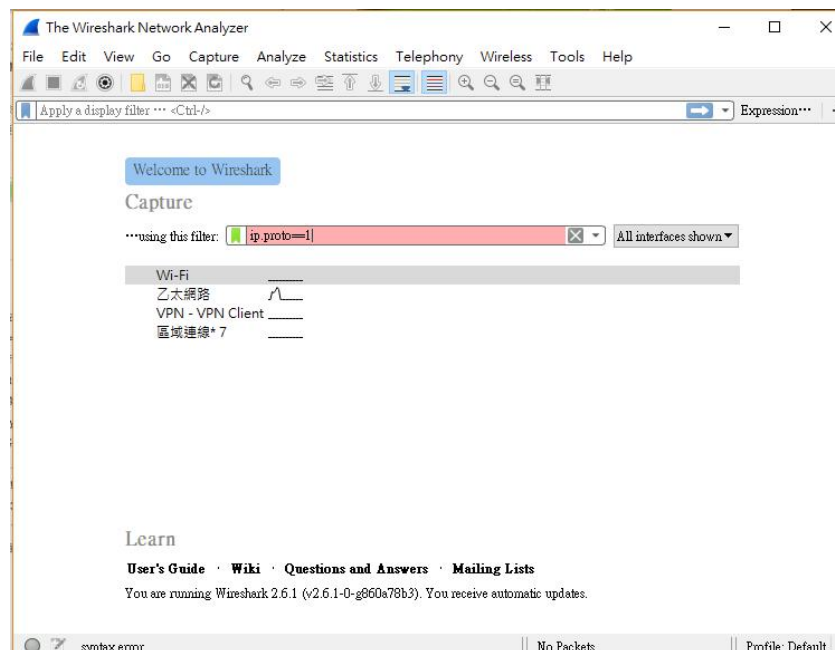 The Wireshark Network Analyzer
File Edit View Go Capture Analyze Statistics Telephony Wireless Tools Help
Apply a display filter ··· <Ctrl-/> Expression···
Welcome to Wireshark
Capture
···using this filter: ip.proto==1 All interfaces shown
Wi-Fi
乙太網路
VPN - VPN Client
區域連線* 7
Learn
User's Guide · Wiki · Questions and Answers · Mailing Lists
You are running Wireshark 2.6.1 (v2.6.1-0-g860a78b3). You receive automatic updates.
syntax error No Packets Profile: Default